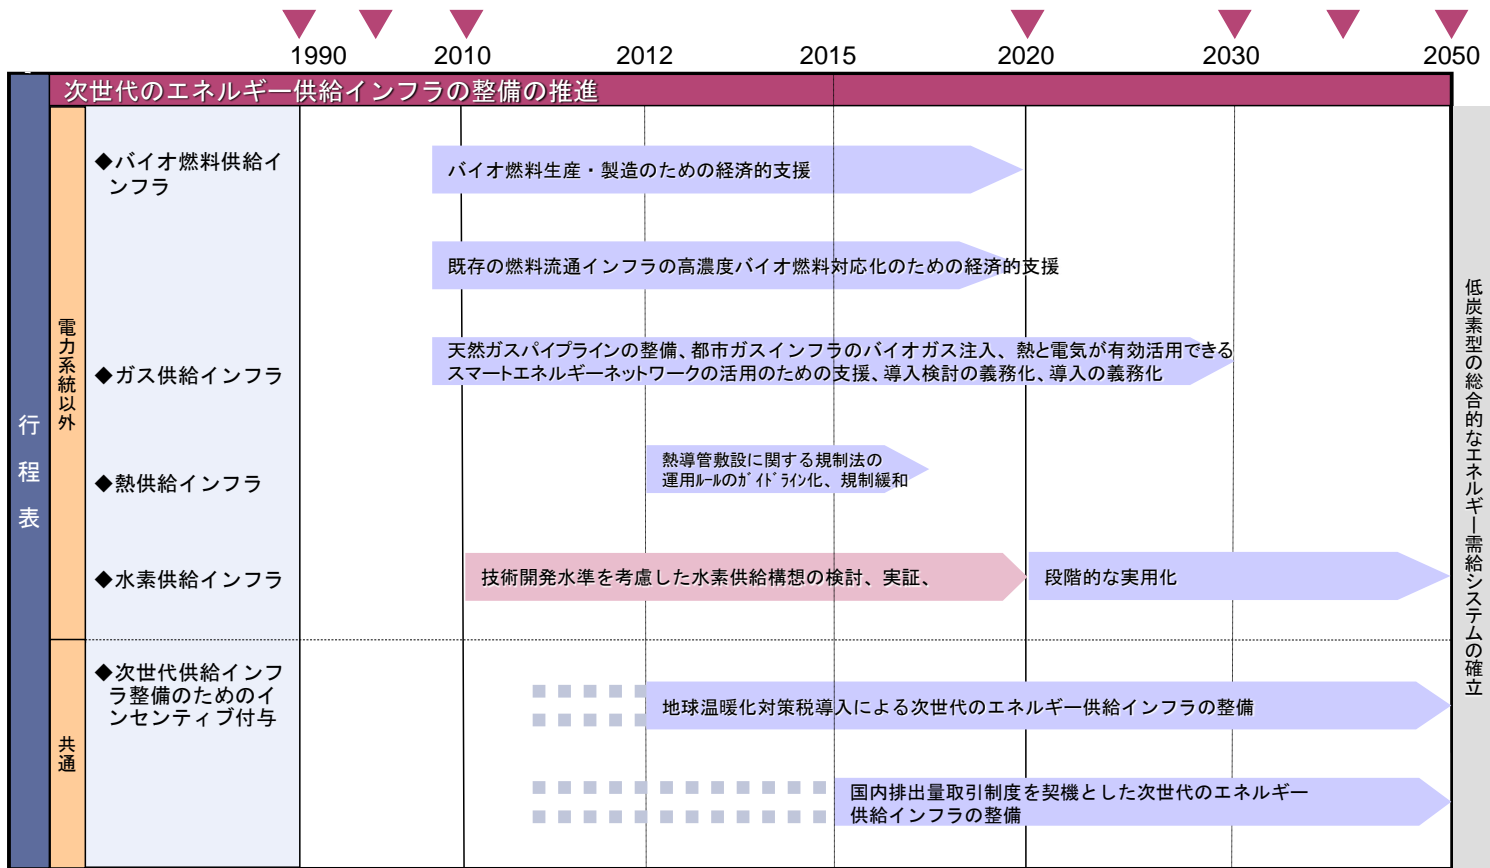 1990 2010 2012 2015 2020 2030 2050
次世代のエネルギー供給インフラの整備の推進
行程表
電力系統以外
◆バイオ燃料供給イ
ンフラ
バイオ燃料生産・製造のための経済的支援
既存の燃料流通インフラの高濃度バイオ燃料対応化のための経済的支援
◆ガス供給インフラ
天然ガスパイプラインの整備、都市ガスインフラのバイオガス注入、熱と電気が有効活用できる
スマートエネルギーネットワークの活用のための支援、導入検討の義務化、導入の義務化
◆熱供給インフラ
熱導管敷設に関する規制法の
運用ルールのガイドライン化、規制緩和
◆水素供給インフラ
技術開発水準を考慮した水素供給構想の検討、実証、
段階的な実用化
共通
◆次世代供給インフ
ラ整備のためのイ
ンセンティブ付与
地球温暖化対策税導入による次世代のエネルギー供給インフラの整備
国内排出量取引制度を契機とした次世代のエネルギー
供給インフラの整備
低炭素型の総合的なエネルギー需給システムの確立